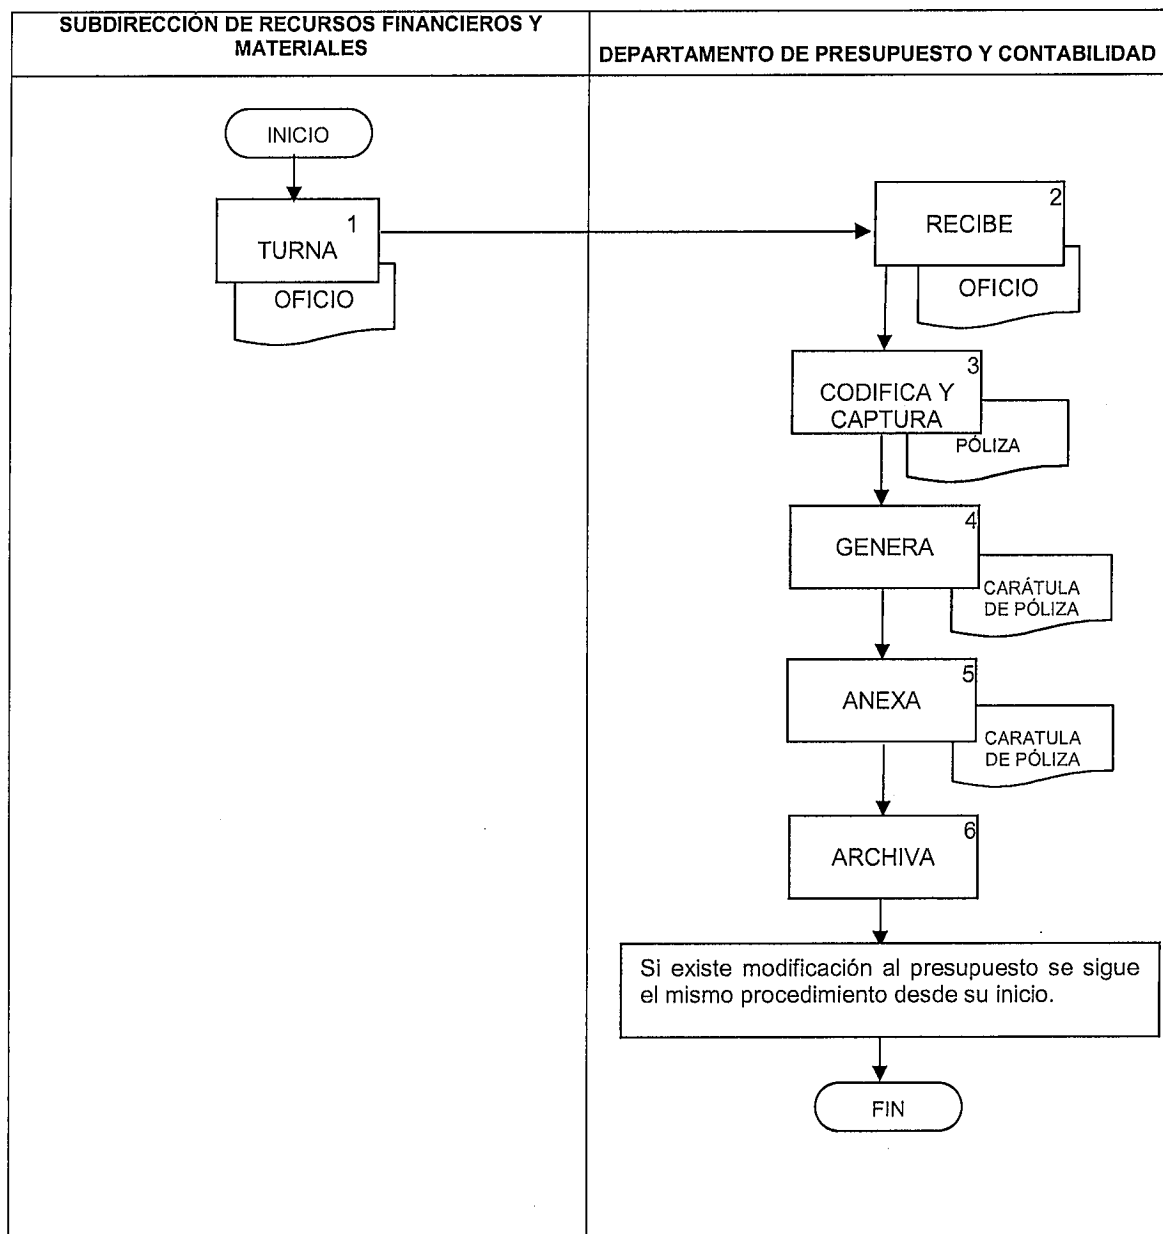 SUBDIRECCIÓN DE RECURSOS FINANCIEROS Y
MATERIALES
DEPARTAMENTO DE PRESUPUESTO Y CONTABILIDAD
INICIO
1
TURNA
OFICIO
2
RECIBE
OFICIO
3
CODIFICA Y
CAPTURA
PÓLIZA
4
GENERA
CARÁTULA
DE PÓLIZA
5
ANEXA
CARATULA
DE PÓLIZA
6
ARCHIVA
Si existe modificación al presupuesto se sigue
el mismo procedimiento desde su inicio.
FIN